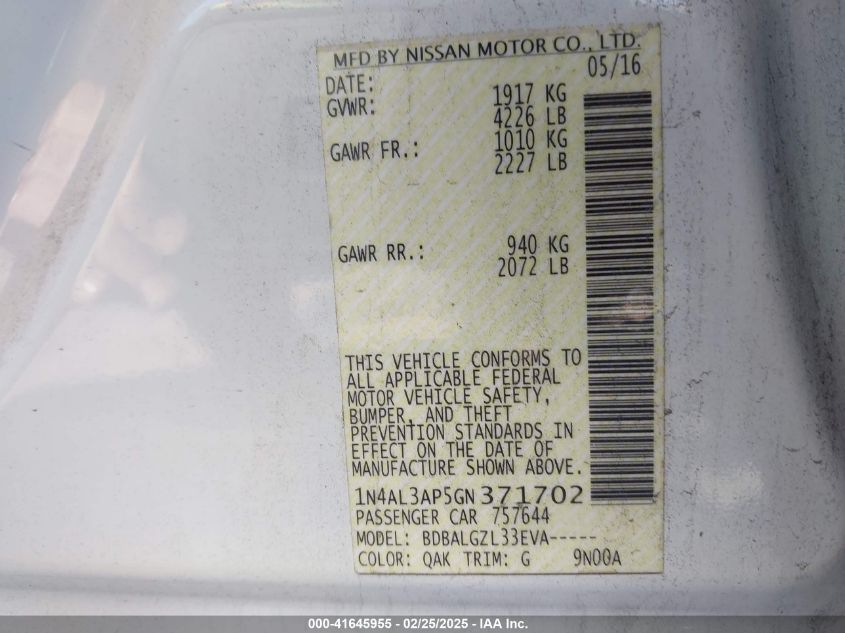 MFD BY NISSAN MOTOR CO., LTD.
DATE: 05/16
GVWR: 1917 KG
4226 LB
GAWR FR.: 1010 KG
2227 LB
GAWR RR.: 940 KG
2072 LB
THIS VEHICLE CONFORMS TO
ALL APPLICABLE FEDERAL
MOTOR VEHICLE SAFETY,
BUMPER, AND THEFT
PREVENTION STANDARDS IN
EFFECT ON THE DATE OF
MANUFACTURE SHOWN ABOVE.
1N4AL3AP5GN371702
PASSENGER CAR 757644
MODEL: BDBALGZL33EVA-----
COLOR: QAK TRIM: G 9N00A
000-41645955 - 02/25/2025 - IAA Inc.